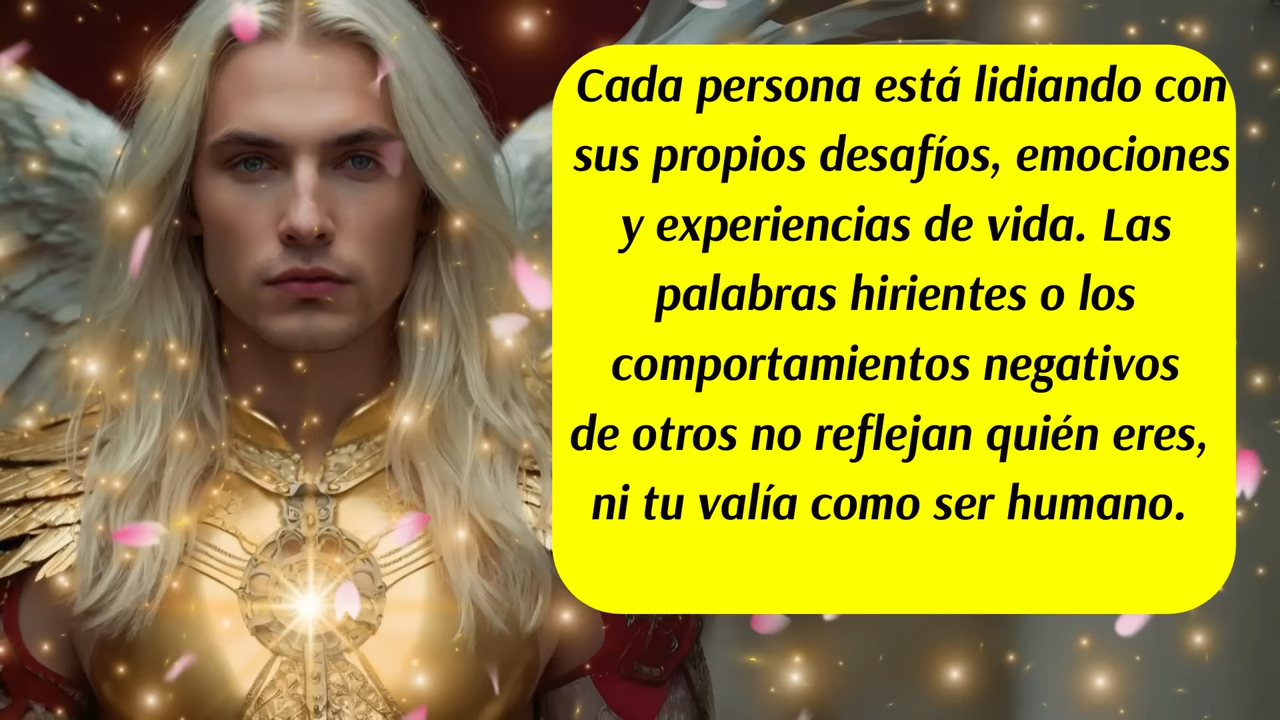 Cada persona está lidiando con
sus propios desafíos, emociones
y experiencias de vida. Las
palabras hirientes o los
comportamientos negativos
de otros no reflejan quién eres,
ni tu valía como ser humano.